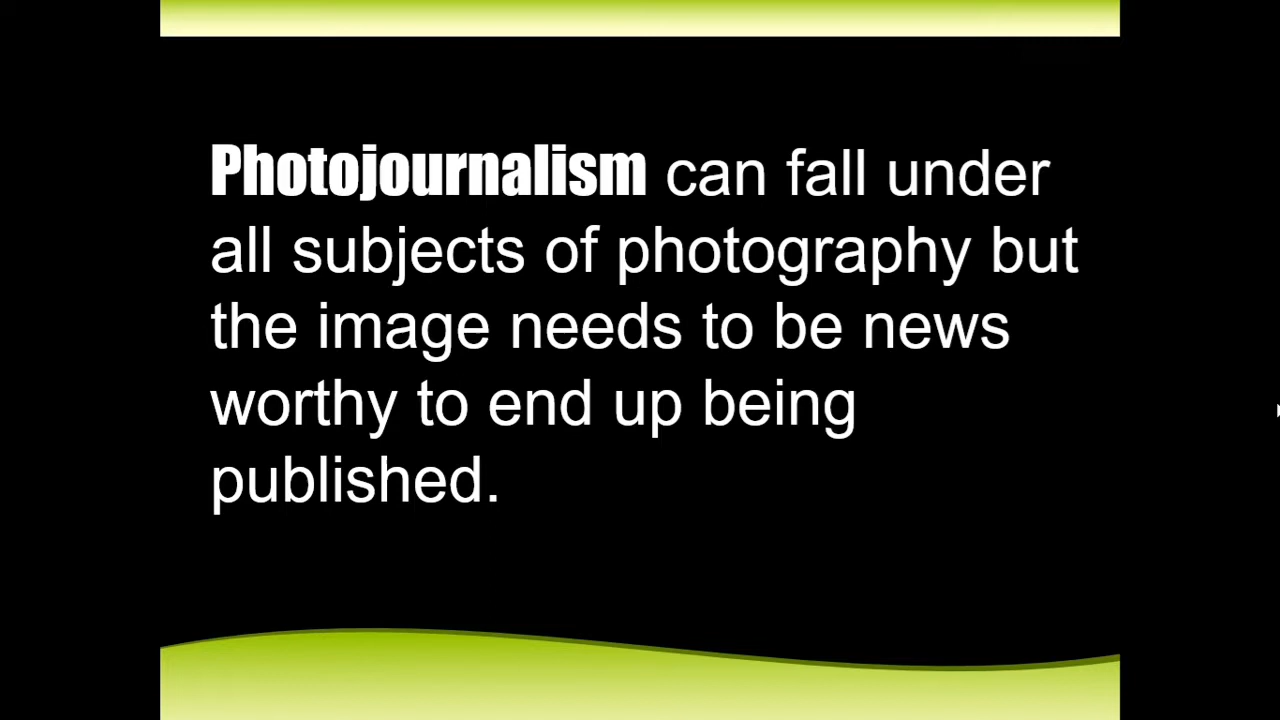 Photojournalism can fall under
all subjects of photography but
the image needs to be news
worthy to end up being
published.